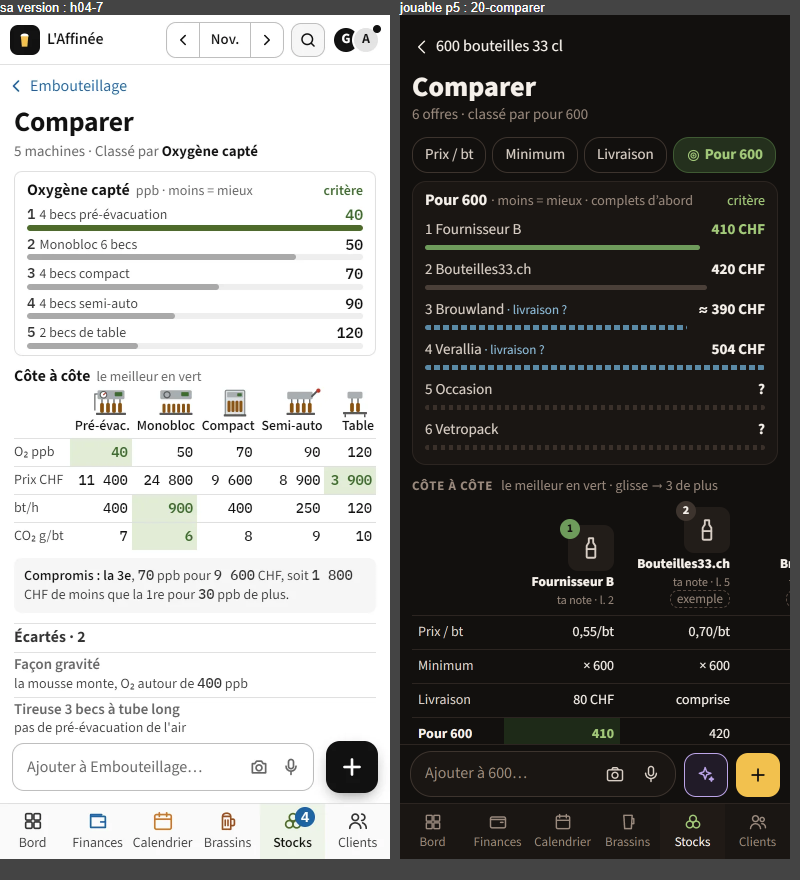 sa version : h04-7
L'Affinée
Nov.
G
A
Embouteillage
Comparer
5 machines · Classé par Oxygène capté
Oxygène capté ppb · moins = mieux critère
1 4 becs pré-évacuation 40
2 Monobloc 6 becs 50
3 4 becs compact 70
4 4 becs semi-auto 90
5 2 becs de table 120
Côte à côte le meilleur en vert
Pré-évac. Monobloc Compact Semi-auto Table
O₂ ppb 40 50 70 90 120
Prix CHF 11 400 24 800 9 600 8 900 3 900
bt/h 400 900 400 250 120
CO₂ g/bt 7 6 8 9 10
Compromis : la 3e, 70 ppb pour 9 600 CHF, soit 1 800
CHF de moins que la 1re pour 30 ppb de plus.
Écartés · 2
Façon gravité
la mousse monte, O₂ autour de 400 ppb
Tireuse 3 becs à tube long
pas de pré-évacuation de l'air
Ajouter à Embouteillage…
4
Bord Finances Calendrier Brassins Stocks Clients
jouable p5 : 20-comparer
600 bouteilles 33 cl
Comparer
6 offres · classé par pour 600
Prix / bt Minimum Livraison Pour 600
Pour 600 · moins = mieux · complets d’abord critère
1 Fournisseur B 410 CHF
2 Bouteilles33.ch 420 CHF
3 Brouwland · livraison ? ≈ 390 CHF
4 Verallia · livraison ? 504 CHF
5 Occasion ?
6 Vetropack ?
CÔTE À CÔTE le meilleur en vert · glisse → 3 de plus
1 2
Fournisseur B Bouteilles33.ch
ta note · l. 2 ta note · l. 5
exemple
Prix / bt 0,55/bt 0,70/bt
Minimum × 600 × 600
Livraison 80 CHF comprise
Pour 600 410 420
Ajouter à 600…
Bord Finances Calendrier Brassins Stocks Clients